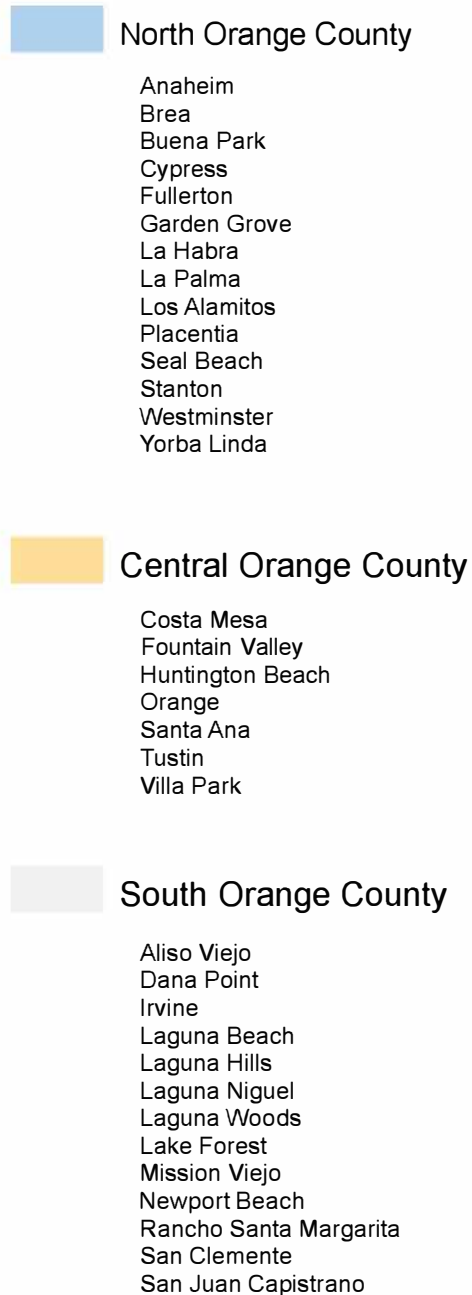 North Orange County
Anaheim
Brea
Buena Park
Cypress
Fullerton
Garden Grove
La Habra
La Palma
Los Alamitos
Placentia
Seal Beach
Stanton
Westminster
Yorba Linda
Central Orange County
Costa Mesa
Fountain Valley
Huntington Beach
Orange
Santa Ana
Tustin
Villa Park
South Orange County
Aliso Viejo
Dana Point
Irvine
Laguna Beach
Laguna Hills
Laguna Niguel
Laguna Woods
Lake Forest
Mission Viejo
Newport Beach
Rancho Santa Margarita
San Clemente
San Juan Capistrano